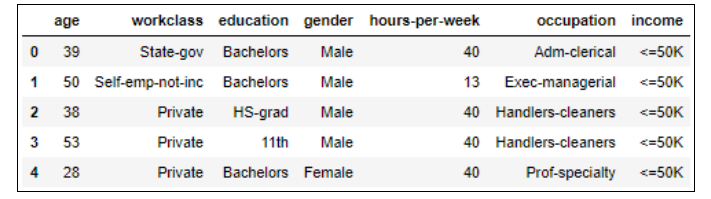 age workclass education gender hours-per-week occupation income
0 39 State-gov Bachelors Male 40 Adm-clerical <=50K
1 50 Self-emp-not-inc Bachelors Male 13 Exec-managerial <=50K
2 38 Private HS-grad Male 40 Handlers-cleaners <=50K
3 53 Private 11th Male 40 Handlers-cleaners <=50K
4 28 Private Bachelors Female 40 Prof-specialty <=50K